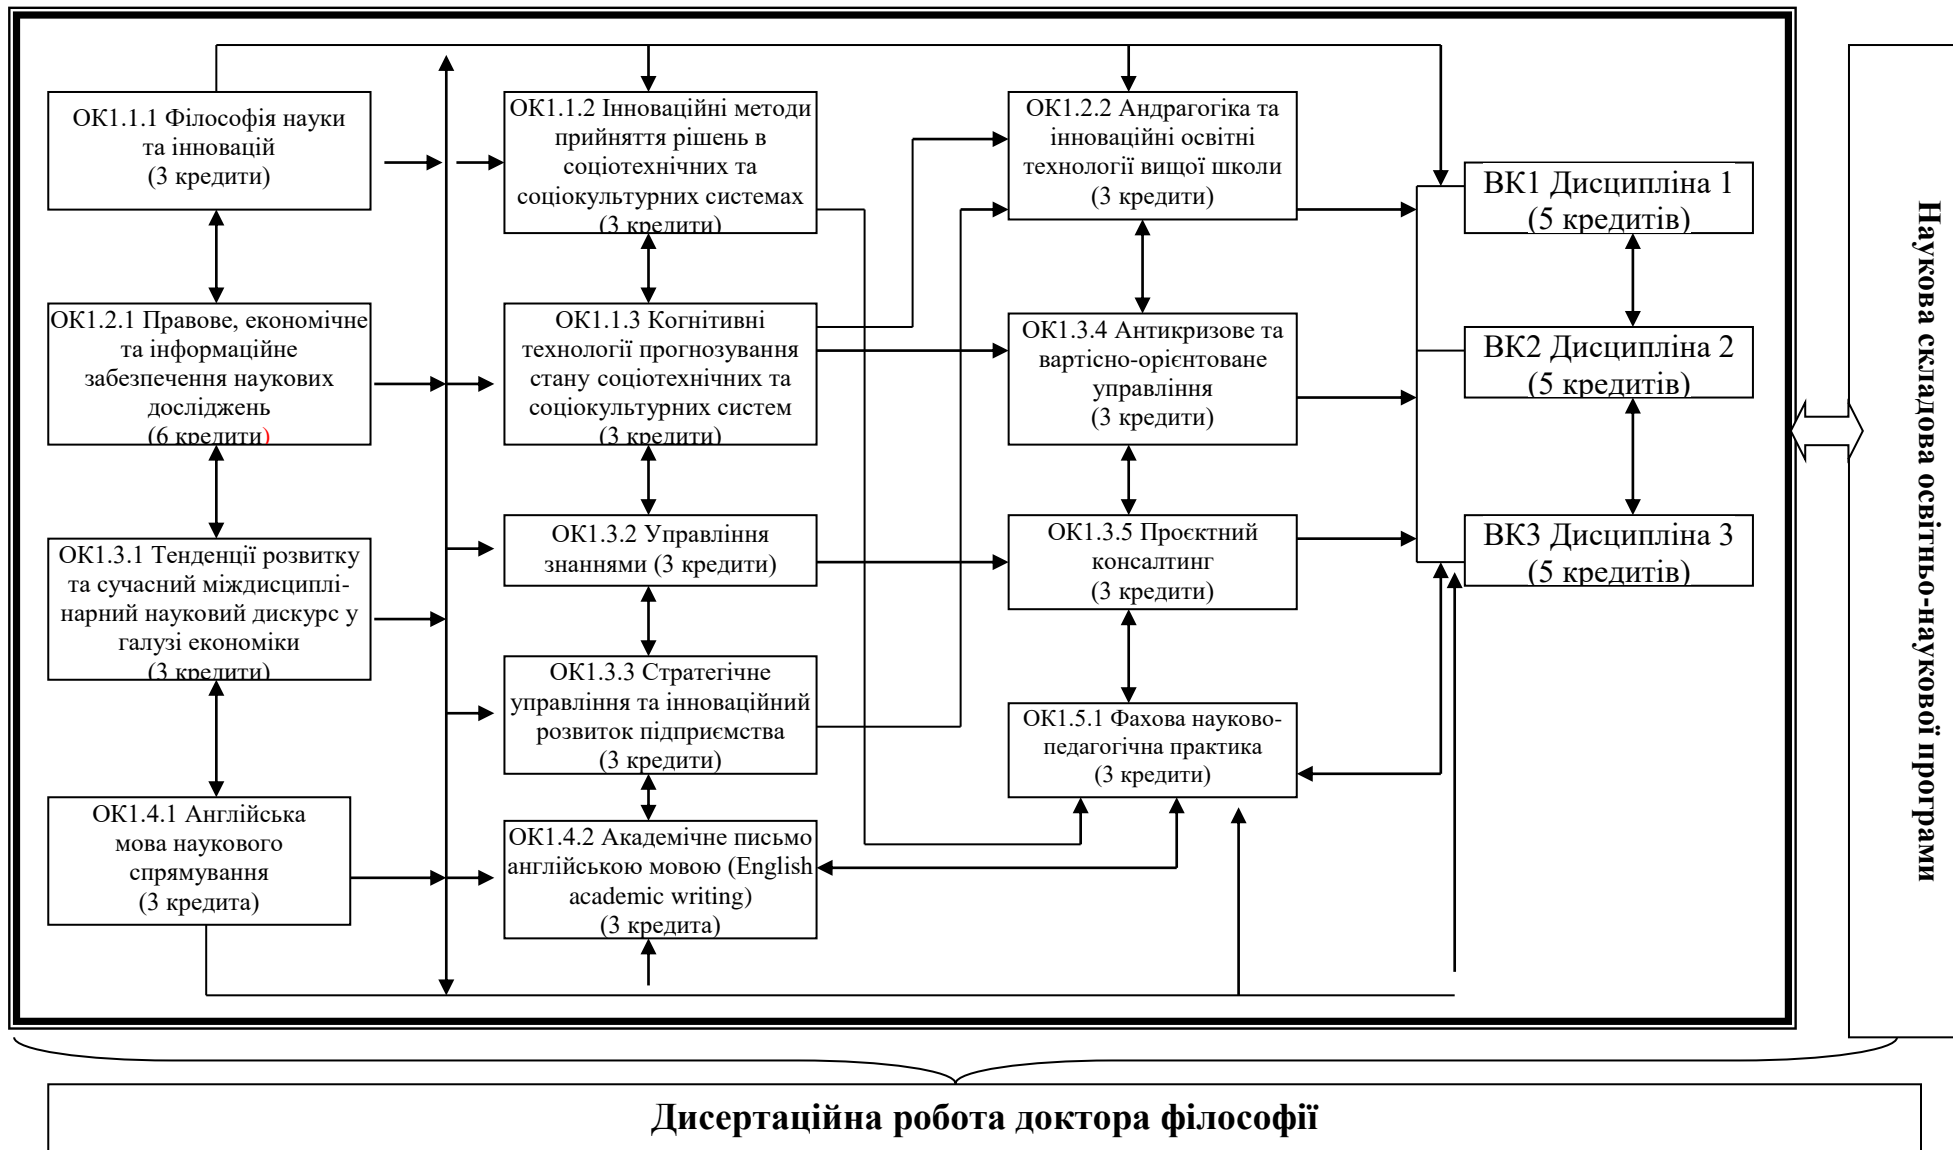 ОК1.1.1 Філософія науки
та інновацій
(3 кредити)
ОК1.2.1 Правове, економічне
та інформаційне
забезпечення наукових
досліджень
(6 кредити)
ОК1.3.1 Тенденції розвитку
та сучасний міждисциплі-
нарний науковий дискурс у
галузі економіки
(3 кредити)
ОК1.4.1 Англійська
мова наукового
спрямування
(3 кредита)
ОК1.1.2 Інноваційні методи
прийняття рішень в
соціотехнічних та
соціокультурних системах
(3 кредити)
ОК1.1.3 Когнітивні
технології прогнозування
стану соціотехнічних та
соціокультурних систем
(3 кредити)
ОК1.3.2 Управління
знаннями (3 кредити)
ОК1.3.3 Стратегічне
управління та інноваційний
розвиток підприємства
(3 кредити)
ОК1.4.2 Академічне письмо
англійською мовою (English
academic writing)
(3 кредита)
ОК1.2.2 Андрагогіка та
інноваційні освітні
технології вищої школи
(3 кредити)
ОК1.3.4 Антикризове та
вартісно-орієнтоване
управління
(3 кредити)
ОК1.3.5 Проєктний
консалтинг
(3 кредити)
ОК1.5.1 Фахова науково-
педагогічна практика
(3 кредити)
ВК1 Дисципліна 1
(5 кредитів)
ВК2 Дисципліна 2
(5 кредитів)
ВК3 Дисципліна 3
(5 кредитів)
Наукова складова освітньо-наукової програми
Дисертаційна робота доктора філософії